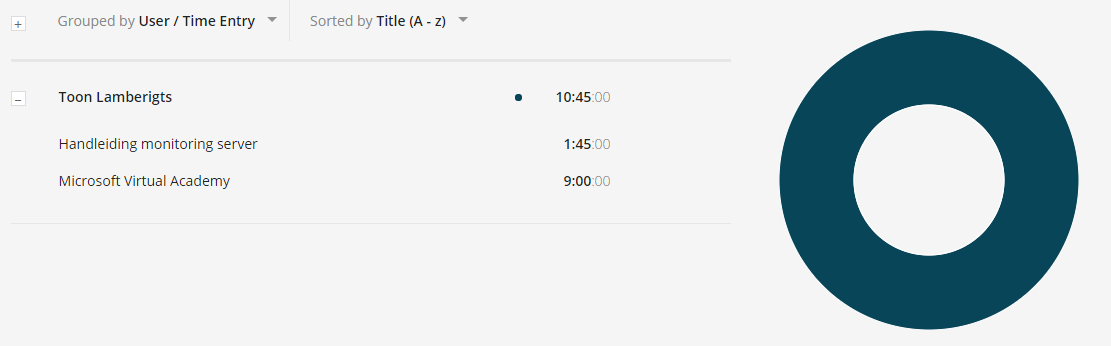 Grouped by User / Time Entry Sorted by Title (A - z)
Toon Lamberigts 10:45:00
Handleiding monitoring server 1:45:00
Microsoft Virtual Academy 9:00:00